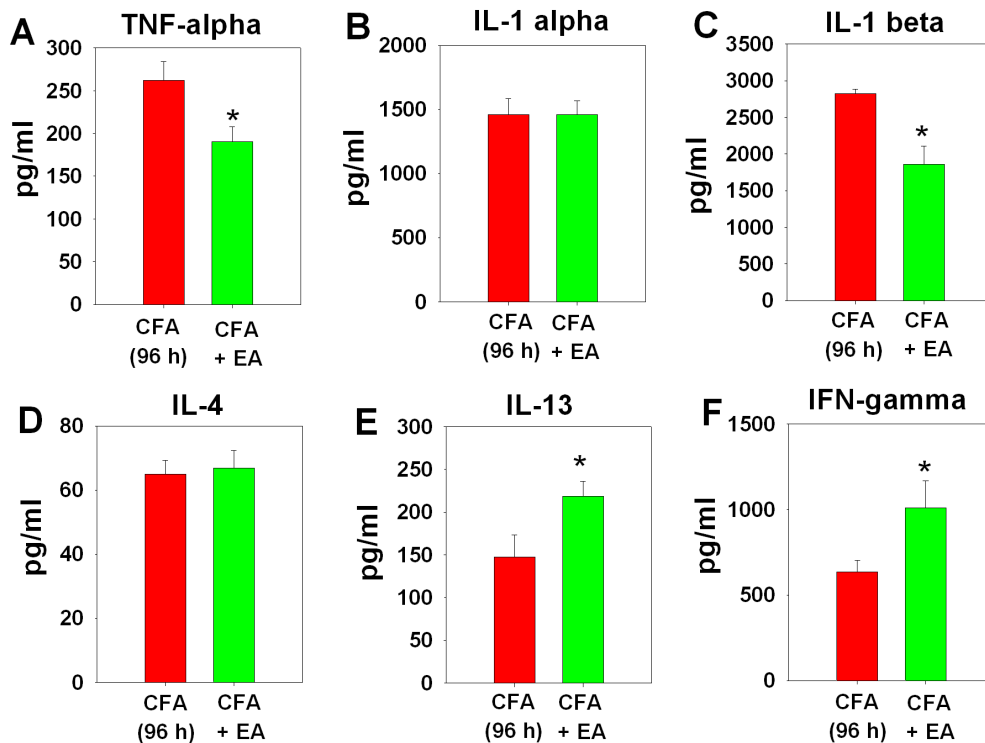 A
TNF-alpha
pg/ml
300
250
200
150
100
50
0
*
CFA
(96 h)
CFA
+ EA
B
IL-1 alpha
pg/ml
2000
1500
1000
500
0
CFA
(96 h)
CFA
+ EA
C
IL-1 beta
pg/ml
3500
3000
2500
2000
1500
1000
500
0
*
CFA
(96 h)
CFA
+ EA
D
IL-4
pg/ml
80
60
40
20
0
CFA
(96 h)
CFA
+ EA
E
IL-13
pg/ml
300
250
200
150
100
50
0
*
CFA
(96 h)
CFA
+ EA
F
IFN-gamma
pg/ml
1500
1000
500
0
*
CFA
(96 h)
CFA
+ EA